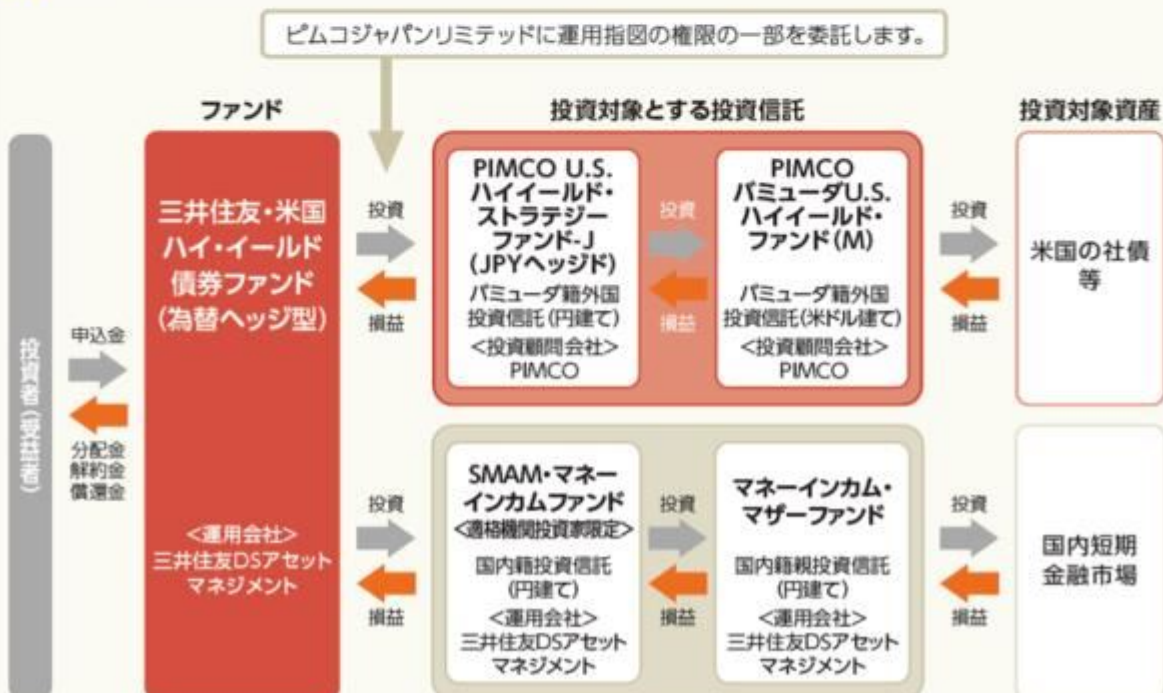 ピムコジャパンリミテッドに運用指図の権限の一部を委託します。
ファンド
投資対象とする投資信託
投資対象資産
投資者(受益者)
申込金
分配金
解約金
償還金
三井住友・米国
ハイ・イールド
債券ファンド
(為替ヘッジ型)
<運用会社>
三井住友DSアセット
マネジメント
投資
損益
PIMCO U.S.
ハイイールド・
ストラテジー
ファンド-J
(JPYヘッジド)
バミューダ籍外国
投資信託(円建て)
<投資顧問会社>
PIMCO
投資
損益
PIMCO
バミューダU.S.
ハイイールド・
ファンド(M)
バミューダ籍外国
投資信託(米ドル建て)
<投資顧問会社>
PIMCO
投資
損益
米国の社債
等
投資
損益
SMAM・マネー
インカムファンド
<適格機関投資家限定>
国内籍投資信託
(円建て)
<運用会社>
三井住友DSアセット
マネジメント
投資
損益
マネーインカム・
マザーファンド
国内籍親投資信託
(円建て)
<運用会社>
三井住友DSアセット
マネジメント
投資
損益
国内短期
金融市場